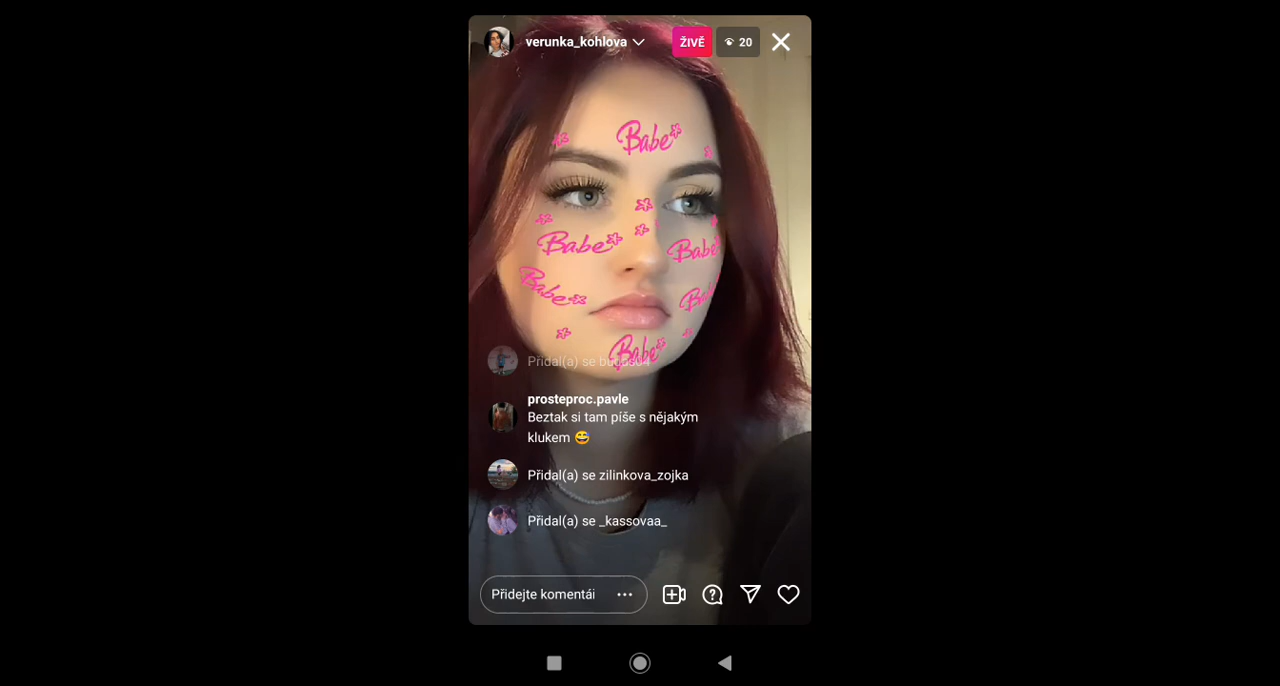 verunka_kohlova
ŽIVĚ
20
Babe
Babe
Babe
Babe
Babe
Babe
Přidal(a) se
prosteproc.pavle
Beztak si tam píše s nějakým
klukem 😅
Přidal(a) se zilinkova_zojka
Přidal(a) se _kassovaa_
Přidejte komentá